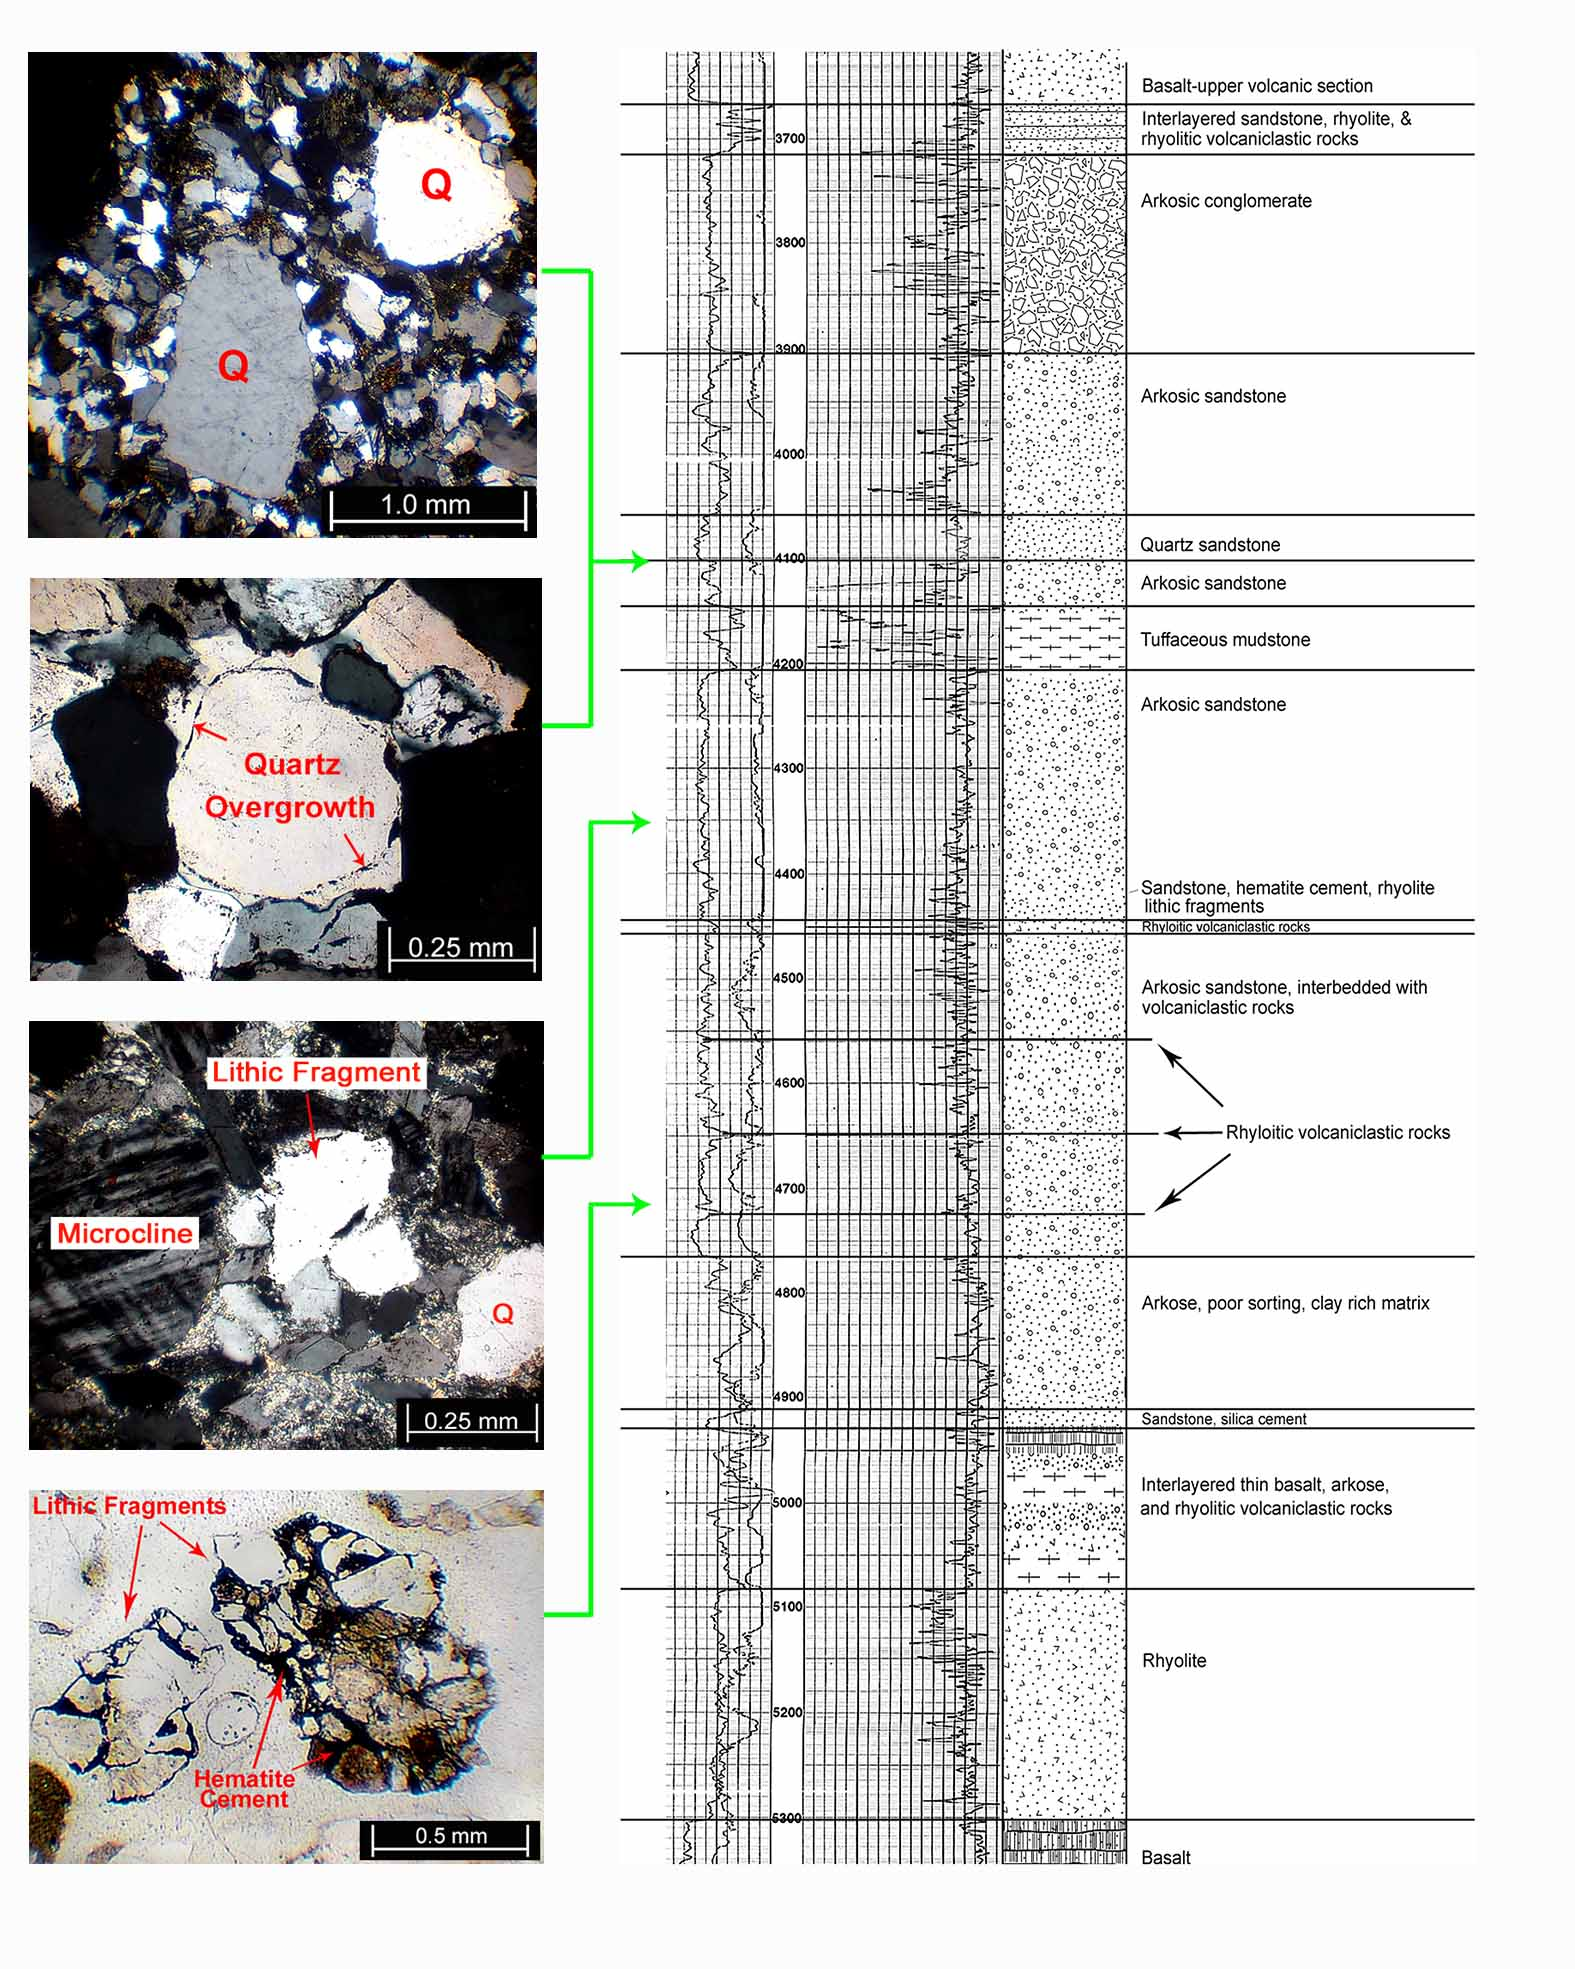 Q
Q
1.0 mm
Quartz
Overgrowth
0.25 mm
Lithic Fragment
Microcline
Q
0.25 mm
Lithic Fragments
Hematite
Cement
0.5 mm
3700
3800
3900
4000
4100
4200
4300
4400
4500
4600
4700
4800
4900
5000
5100
5200
5300
Basalt-upper volcanic section
Interlayered sandstone, rhyolite, &
rhyolitic volcaniclastic rocks
Arkosic conglomerate
Arkosic sandstone
Quartz sandstone
Arkosic sandstone
Tuffaceous mudstone
Arkosic sandstone
Sandstone, hematite cement, rhyolite
lithic fragments
Rhyloitic volcaniclastic rocks
Arkosic sandstone, interbedded with
volcaniclastic rocks
Rhyloitic volcaniclastic rocks
Arkose, poor sorting, clay rich matrix
Sandstone, silica cement
Interlayered thin basalt, arkose,
and rhyolitic volcaniclastic rocks
Rhyolite
Basalt